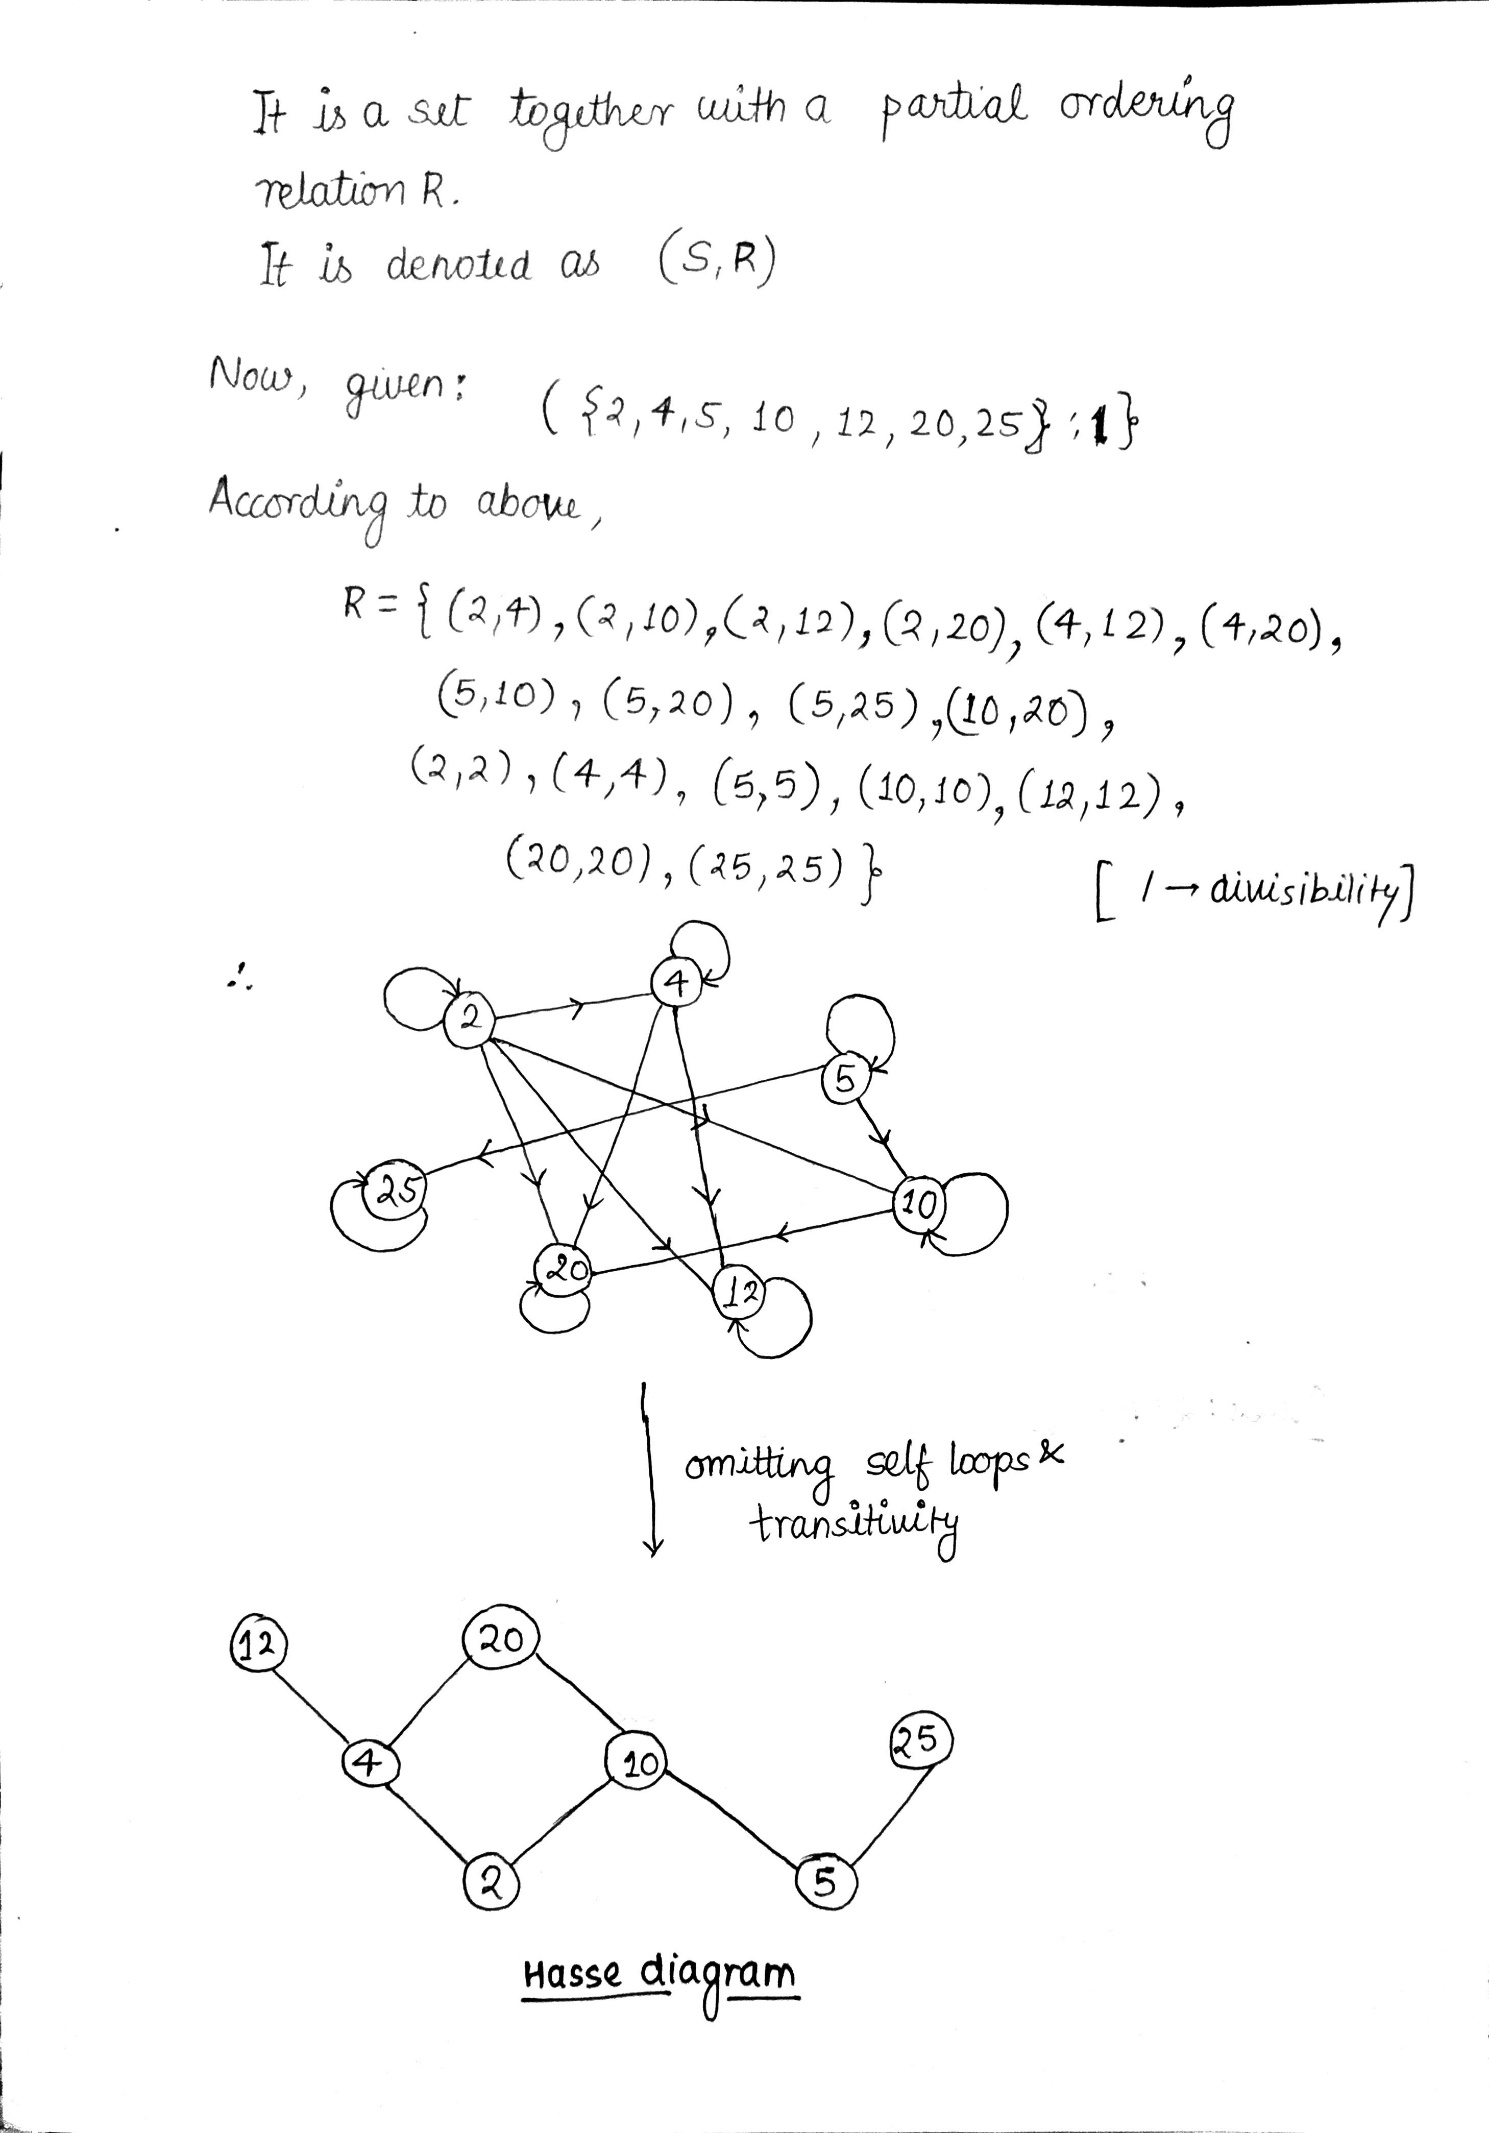 It is a set together with a partial ordering
relation R.
It is denoted as (S,R)
Now, given: ( {2,4,5, 10 , 12, 20,25} ; 1}
According to above,
R = { (2,4), (2,10), (2,12), (2,20), (4,12), (4,20),
(5,10), (5,20), (5,25), (10,20),
(2,2), (4,4), (5,5), (10,10), (12,12),
(20,20), (25,25) }
[ / → divisibility]
∴
4
2
5
25
10
20
12
omitting self loops &
transitivity
12
20
25
4
10
2
5
Hasse diagram